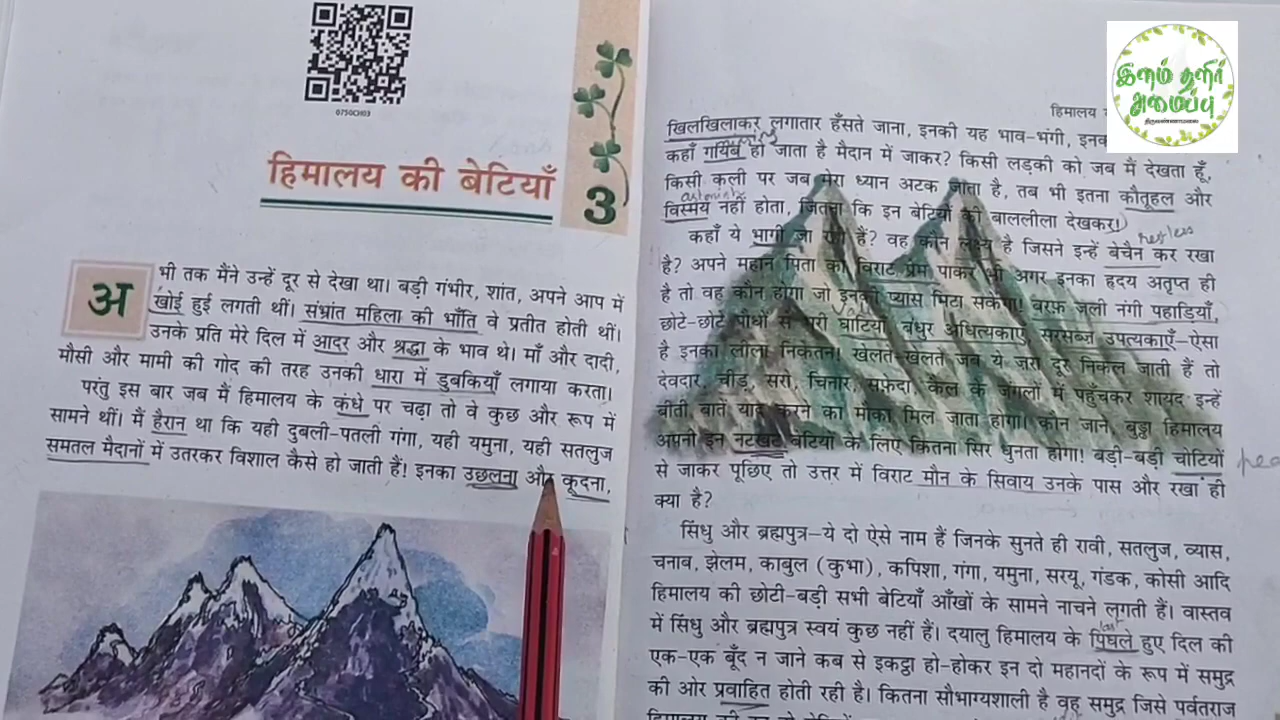 0750CH03
हिमालय की बेटियाँ
3
अभी तक मैंने उन्हें दूर से देखा था। बड़ी गंभीर, शांत, अपने आप में
खोई हुई लगती थीं। संभ्रांत महिला की भाँति वे प्रतीत होती थीं।
उनके प्रति मेरे दिल में आदर और श्रद्धा के भाव थे। माँ और दादी,
मौसी और मामी की गोद की तरह उनकी धारा में डुबकियाँ लगाया करता।
परंतु इस बार जब मैं हिमालय के कंधे पर चढ़ा तो वे कुछ और रूप में
सामने थीं। मैं हैरान था कि यही दुबली-पतली गंगा, यही यमुना, यही सतलुज
समतल मैदानों में उतरकर विशाल कैसे हो जाती हैं! इनका उछलना और कूदना,
हिमालय
खिलखिलाकर लगातार हँसते जाना, इनकी यह भाव-भंगी,
कहाँ गायब हो जाता है मैदान में जाकर? किसी लड़की को जब मैं देखता हूँ,
किसी कली पर जब मेरा ध्यान अटक जाता है, तब भी इतना कौतूहल और
विस्मय नहीं होता, जितना कि इन बेटियों की बाललीला देखकर!
कहाँ ये भागी जा रही हैं? वह कौन लक्ष्य है जिसने इन्हें बेचैन कर रखा
restless
है? अपने महान पिता का विराट प्रेम पाकर भी अगर इनका हृदय अतृप्त ही
है तो वह कौन होगा जो इनकी प्यास मिटा सकेगा! बरफ़ जली नंगी पहाड़ियाँ,
छोटे-छोटे पौधों से भरी घाटियाँ, बंधुर अधित्यकाएँ, सरसब्ज़ उपत्यकाएँ-ऐसा
है इनका लीला निकेतन! खेलते-खेलते जब ये ज़रा दूर निकल जाती हैं तो
देवदार, चीड़, सरो, चिनार, सफ़ेदा, कैल के जंगलों में पहुँचकर शायद इन्हें
बीती बातें याद करने का मौका मिल जाता होगा। कौन जाने, बुड्ढा हिमालय
अपनी इन नटखट बेटियों के लिए कितना सिर धुनता होगा! बड़ी-बड़ी चोटियों
से जाकर पूछिए तो उत्तर में विराट मौन के सिवाय उनके पास और रखा ही
क्या है?
सिंधु और ब्रह्मपुत्र-ये दो ऐसे नाम हैं जिनके सुनते ही रावी, सतलुज, व्यास,
चनाब, झेलम, काबुल (कुभा), कपिशा, गंगा, यमुना, सरयू, गंडक, कोसी आदि
हिमालय की छोटी-बड़ी सभी बेटियाँ आँखों के सामने नाचने लगती हैं। वास्तव
में सिंधु और ब्रह्मपुत्र स्वयं कुछ नहीं हैं। दयालु हिमालय के पिघले हुए दिल की
एक-एक बूँद न जाने कब से इकट्ठा हो-होकर इन दो महानदों के रूप में समुद्र
की ओर प्रवाहित होती रही है। कितना सौभाग्यशाली है वह समुद्र जिसे पर्वतराज
இளம் தளிர்
அமைப்பு
திருவண்ணாமலை